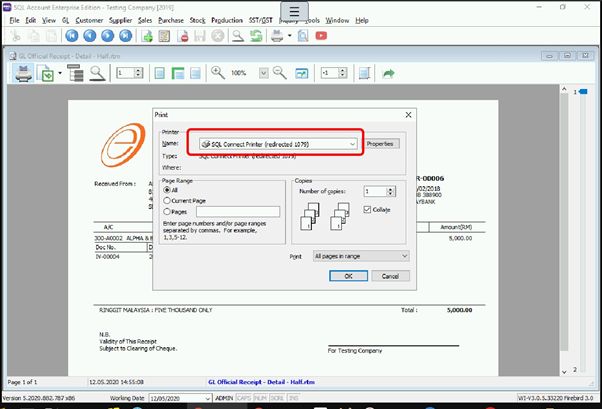 SQL Account Enterprise Edition - Testing Company [2019]
File Edit View GL Customer Supplier Sales Purchase Stock Production SST/GST Inquiry Tools Window Help
GL Official Receipt - Detail - Half.rtm
1 100% -1
1
Print
Printer
Name: SQL Connect Printer (redirected 1079) Properties
Type: SQL Connect Printer (redirected 1079)
Where:
Page Range
All
Current Page
Pages
Enter page numbers and/or page ranges
separated by commas. For example,
1,3,5-12.
Copies
Number of copies: 1
Collate
Print All pages in range
OK Cancel
Received From :
R-00006
/02/2018
38 388900
AYBANK
A/C Amount(RM)
300-A0002 ALPHA & B 5,000.00
Doc No.
IV-00004
RINGGIT MALAYSIA : FIVE THOUSAND ONLY Total : 5,000.00
N.B.
Validity of This Receipt
Subject to Clearing of Cheque.
For Testing Company
2
Page 1 of 1 12.05.2020 14:55:08 GL Official Receipt - Detail - Half.rtm
Version 5.2020.882.787 x86 Working Date 12/05/2020 ADMIN CAPS NUM SCRL INS WI-V3.0.5.33220 Firebird 3.0